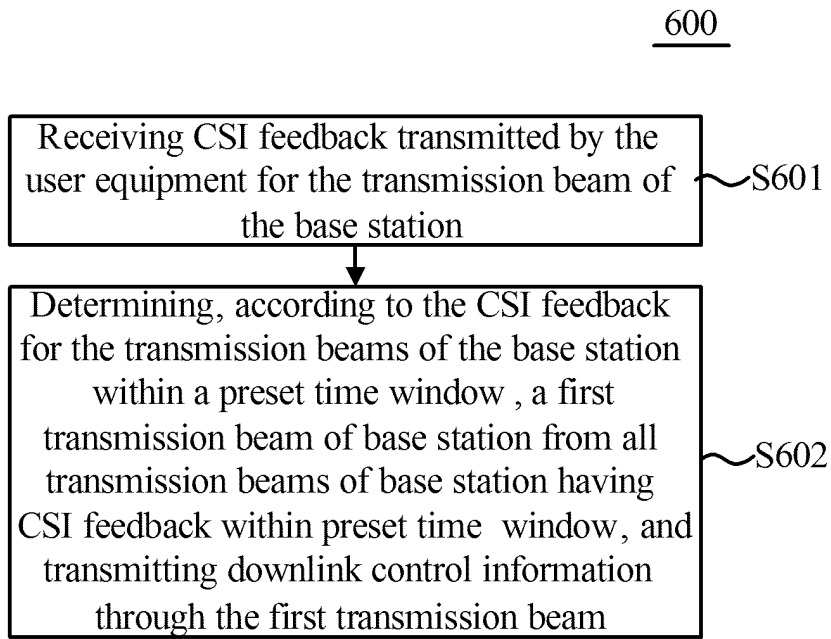 600
Receiving CSI feedback transmitted by the
user equipment for the transmission beam of
the base station
S601
Determining, according to the CSI feedback
for the transmission beams of the base station
within a preset time window , a first
transmission beam of base station from all
transmission beams of base station having
CSI feedback within preset time window, and
transmitting downlink control information
through the first transmission beam
S602